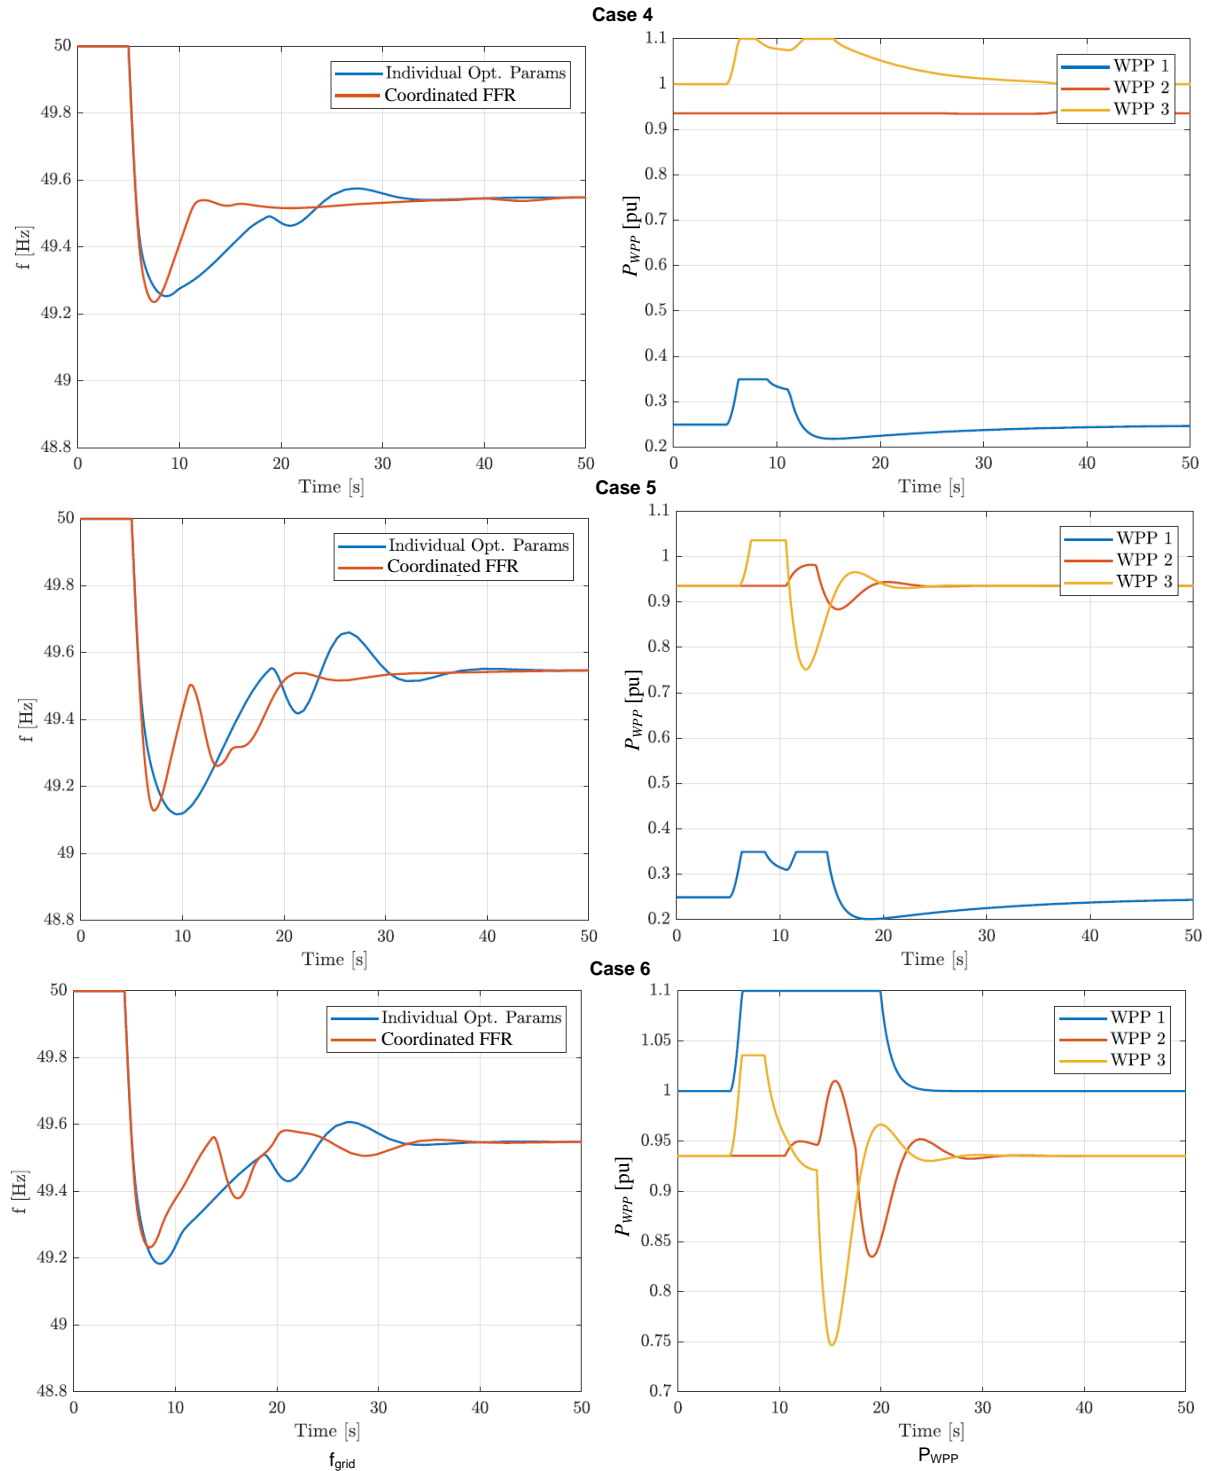 Case 4
50
49.8
49.6
49.4
49.2
49
48.8
f [Hz]
Individual Opt. Params
Coordinated FFR
0 10 20 30 40 50
Time [s]
1.1
1
0.9
0.8
0.7
0.6
0.5
0.4
0.3
0.2
P_WPP [pu]
WPP 1
WPP 2
WPP 3
0 10 20 30 40 50
Time [s]
Case 5
50
49.8
49.6
49.4
49.2
49
48.8
f [Hz]
Individual Opt. Params
Coordinated FFR
0 10 20 30 40 50
Time [s]
1.1
1
0.9
0.8
0.7
0.6
0.5
0.4
0.3
0.2
P_WPP [pu]
WPP 1
WPP 2
WPP 3
0 10 20 30 40 50
Time [s]
Case 6
50
49.8
49.6
49.4
49.2
49
48.8
f [Hz]
Individual Opt. Params
Coordinated FFR
0 10 20 30 40 50
Time [s]
f_grid
1.1
1.05
1
0.95
0.9
0.85
0.8
0.75
0.7
P_WPP [pu]
WPP 1
WPP 2
WPP 3
0 10 20 30 40 50
Time [s]
P_WPP